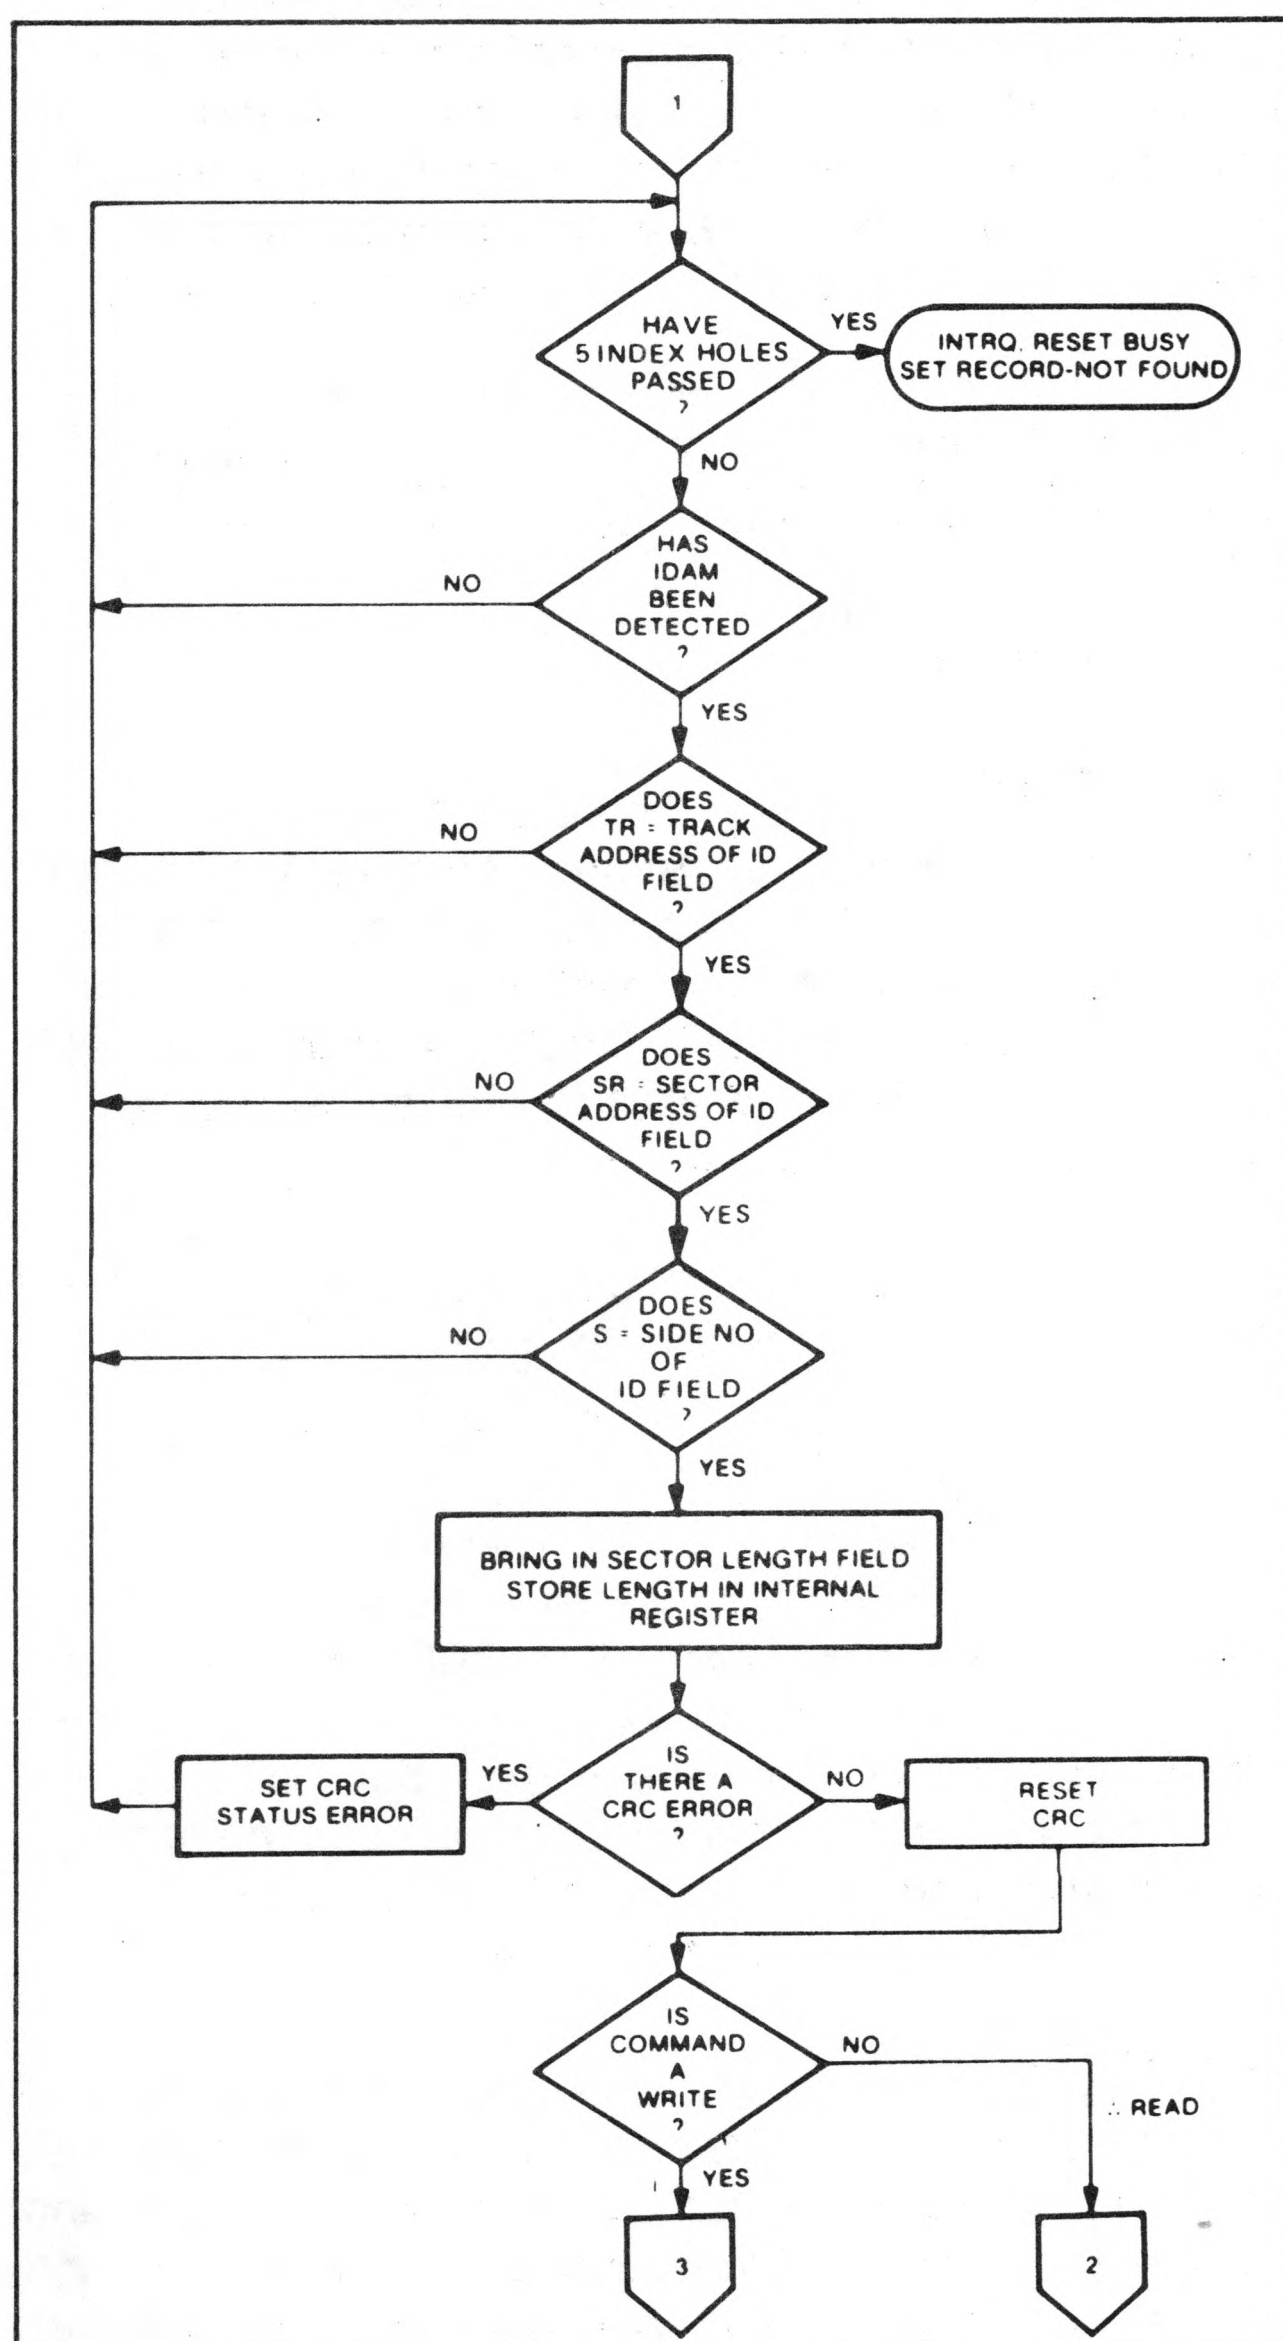 1
HAVE
5 INDEX HOLES
PASSED
?
YES
INTRQ. RESET BUSY
SET RECORD-NOT FOUND
NO
HAS
IDAM
BEEN
DETECTED
?
NO
YES
DOES
TR = TRACK
ADDRESS OF ID
FIELD
?
NO
YES
DOES
SR = SECTOR
ADDRESS OF ID
FIELD
?
NO
YES
DOES
S = SIDE NO
OF
ID FIELD
?
NO
YES
BRING IN SECTOR LENGTH FIELD
STORE LENGTH IN INTERNAL
REGISTER
IS
THERE A
CRC ERROR
?
YES
SET CRC
STATUS ERROR
NO
RESET
CRC
IS
COMMAND
A
WRITE
?
NO
∴ READ
YES
3
2